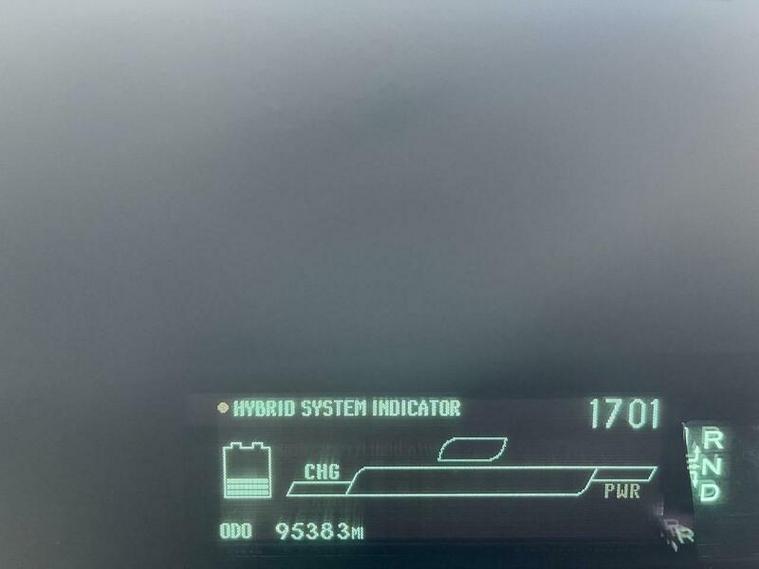 HYBRID SYSTEM INDICATOR 1701
CHG
PWR
ODO 95383MI
R
N
D